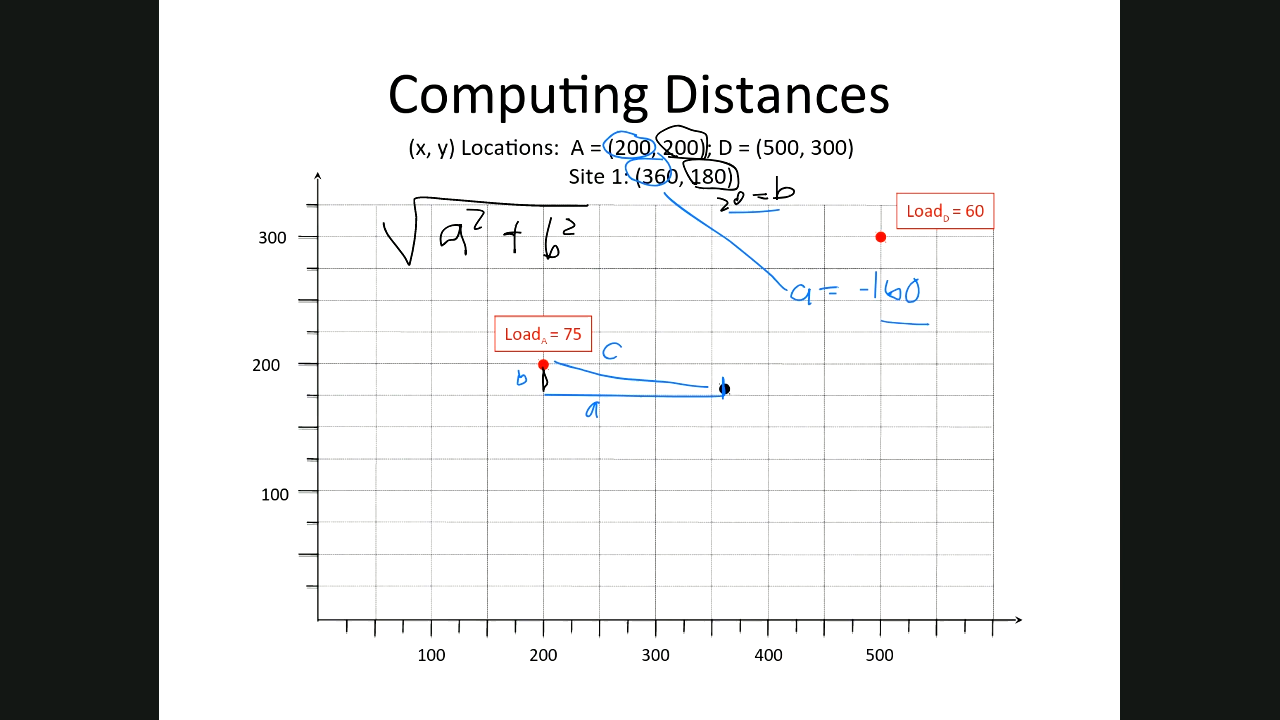 Computing Distances
(x, y) Locations: A = (200, 200); D = (500, 300)
Site 1: (360, 180)
20 = b
√a² + b²
Load_D = 60
300
a = -160
Load_A = 75
C
200
b
a
100
100 200 300 400 500